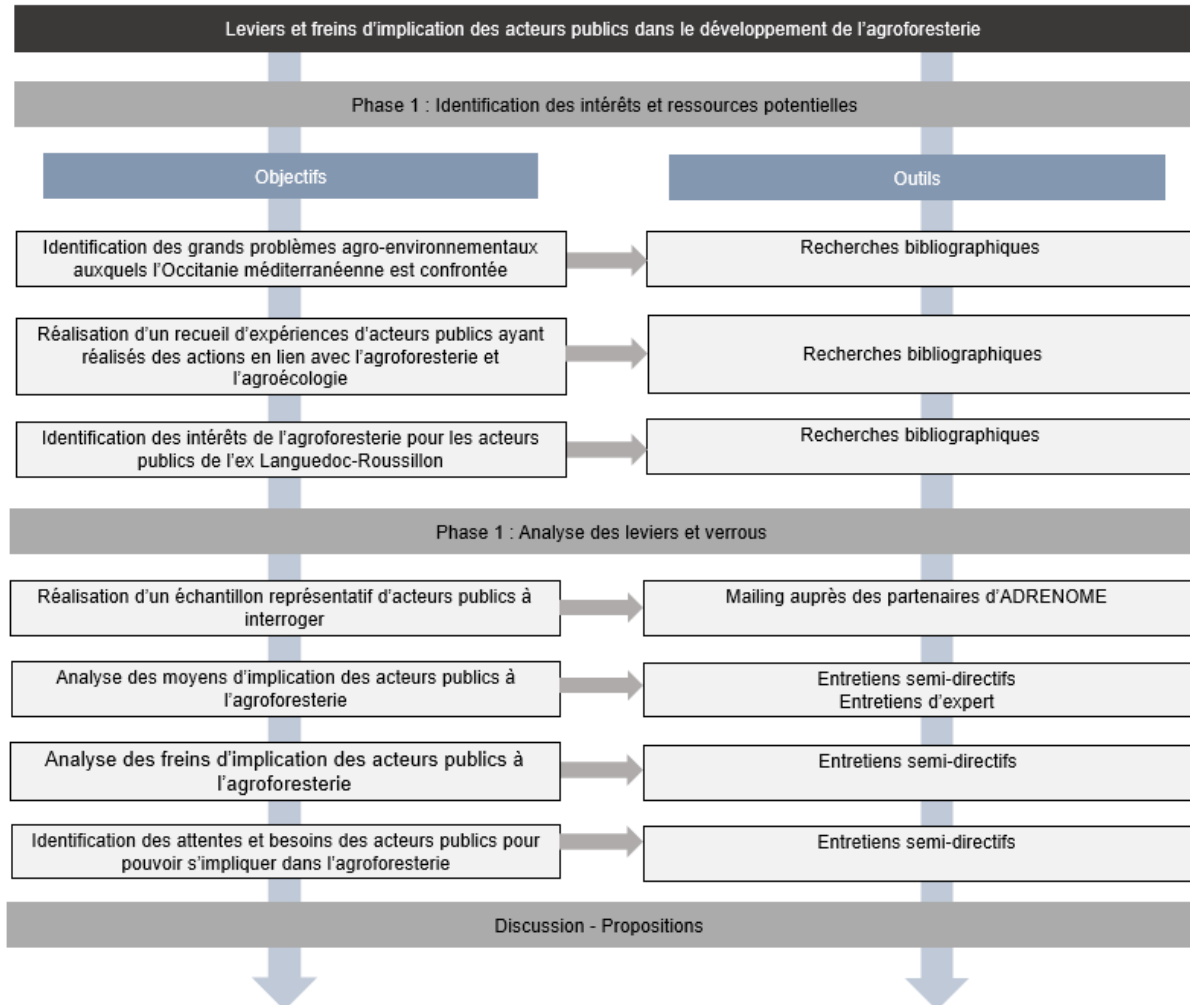 Leviers et freins d'implication des acteurs publics dans le développement de l'agroforesterie
Phase 1 : Identification des intérêts et ressources potentielles
Objectifs
Outils
Identification des grands problèmes agro-environnementaux
auxquels l'Occitanie méditerranéenne est confrontée
Recherches bibliographiques
Réalisation d'un recueil d'expériences d'acteurs publics ayant
réalisés des actions en lien avec l'agroforesterie et
l'agroécologie
Recherches bibliographiques
Identification des intérêts de l'agroforesterie pour les acteurs
publics de l'ex Languedoc-Roussillon
Recherches bibliographiques
Phase 1 : Analyse des leviers et verrous
Réalisation d'un échantillon représentatif d'acteurs publics à
interroger
Mailing auprès des partenaires d'ADRENOME
Analyse des moyens d'implication des acteurs publics à
l'agroforesterie
Entretiens semi-directifs
Entretiens d'expert
Analyse des freins d'implication des acteurs publics à
l'agroforesterie
Entretiens semi-directifs
Identification des attentes et besoins des acteurs publics pour
pouvoir s'impliquer dans l'agroforesterie
Entretiens semi-directifs
Discussion - Propositions